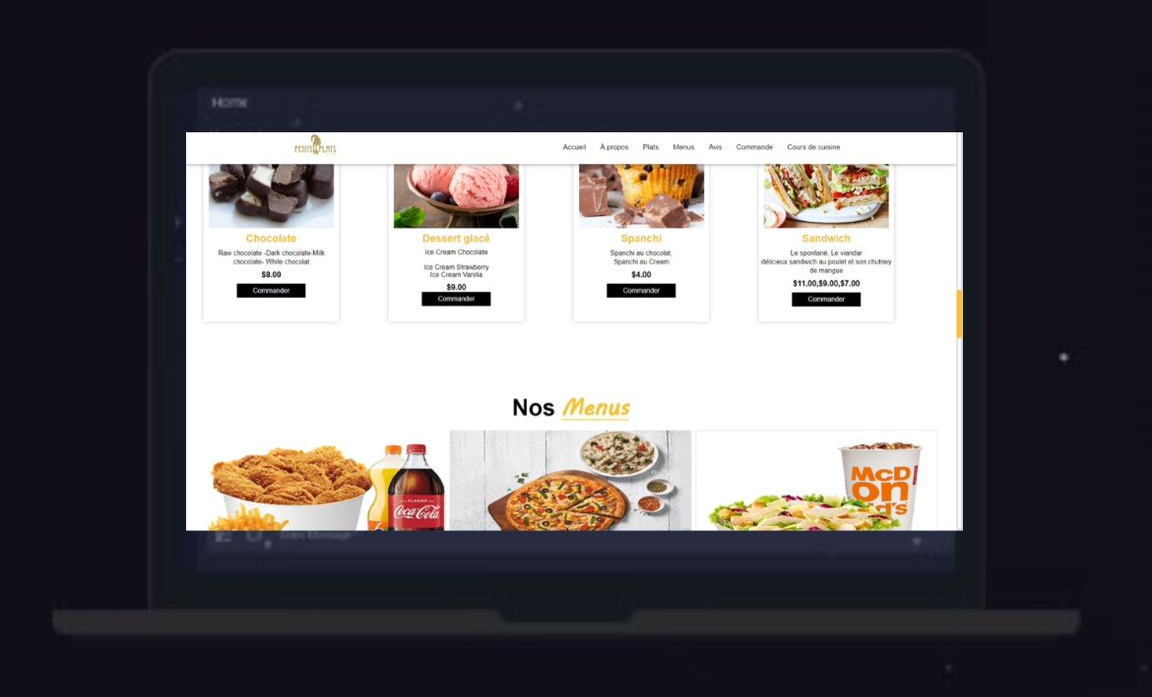 Home
PETITS PLATS
Accueil À propos Plats Menus Avis Commande Cours de cuisine
Chocolate
Raw chocolate -Dark chocolate-Milk
chocolate- White chocolat
$8.00
Commander
Dessert glacé
Ice Cream Chocolate
Ice Cream Strawberry
Ice Cream Vanilla
$9.00
Commander
Spanchi
Spanchi au chocolat,
Spanchi au Cream
$4.00
Commander
Sandwich
Le spontané, Le viandar
délicieux sandwich au poulet et son chutney
de mangue
$11.00,$9.00,$7.00
Commander
Nos Menus
CLASSIC
Coca-Cola
McD
on
ld's